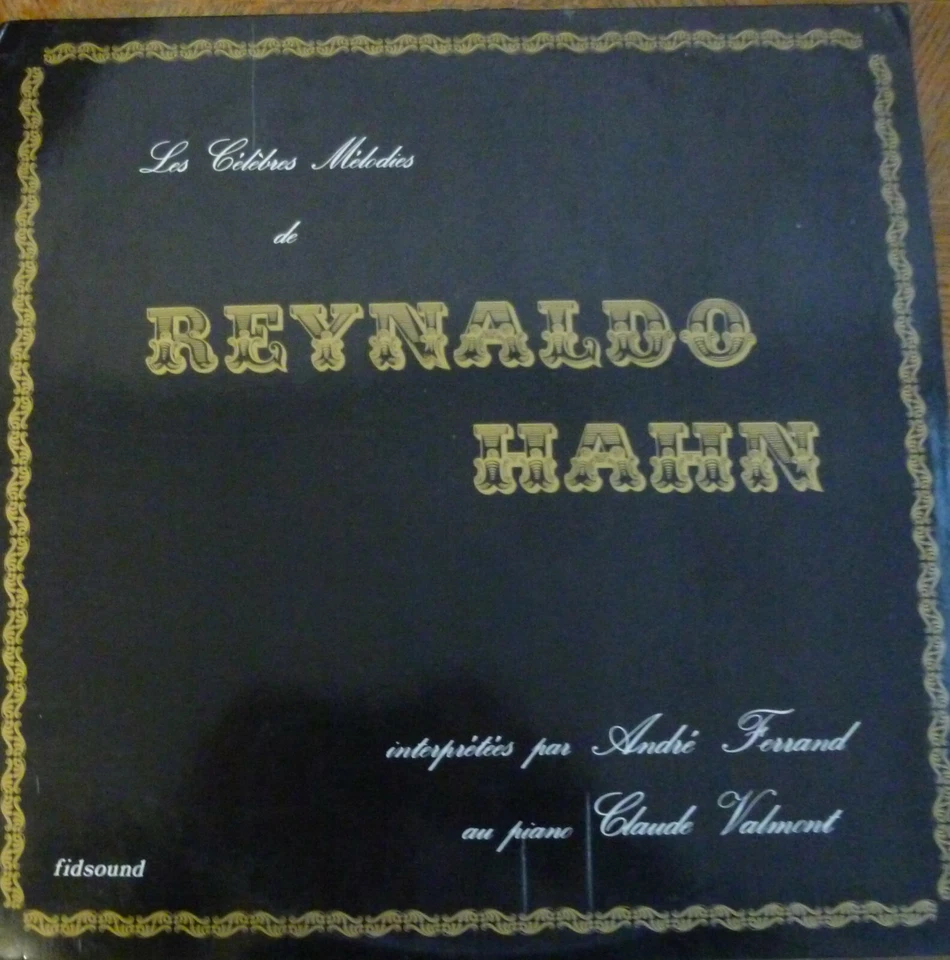 Les Célèbres Mélodies
de
REYNALDO
HAHN
interprétées par André Ferrand
au piano Claude Valmont
fidsound